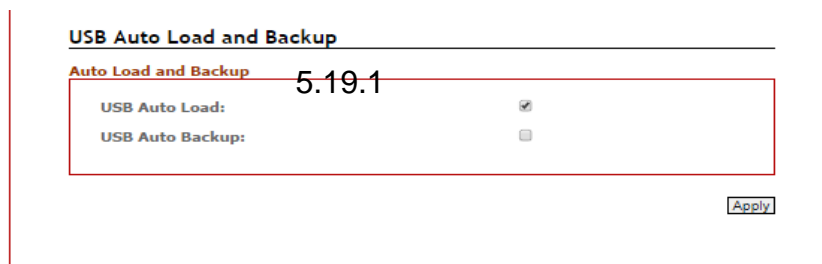 USB Auto Load and Backup
Auto Load and Backup
5.19.1
USB Auto Load:
USB Auto Backup:
Apply